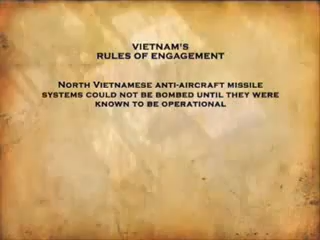 VIETNAM'S
RULES OF ENGAGEMENT
NORTH VIETNAMESE ANTI-AIRCRAFT MISSILE
SYSTEMS COULD NOT BE BOMBED UNTIL THEY WERE
KNOWN TO BE OPERATIONAL